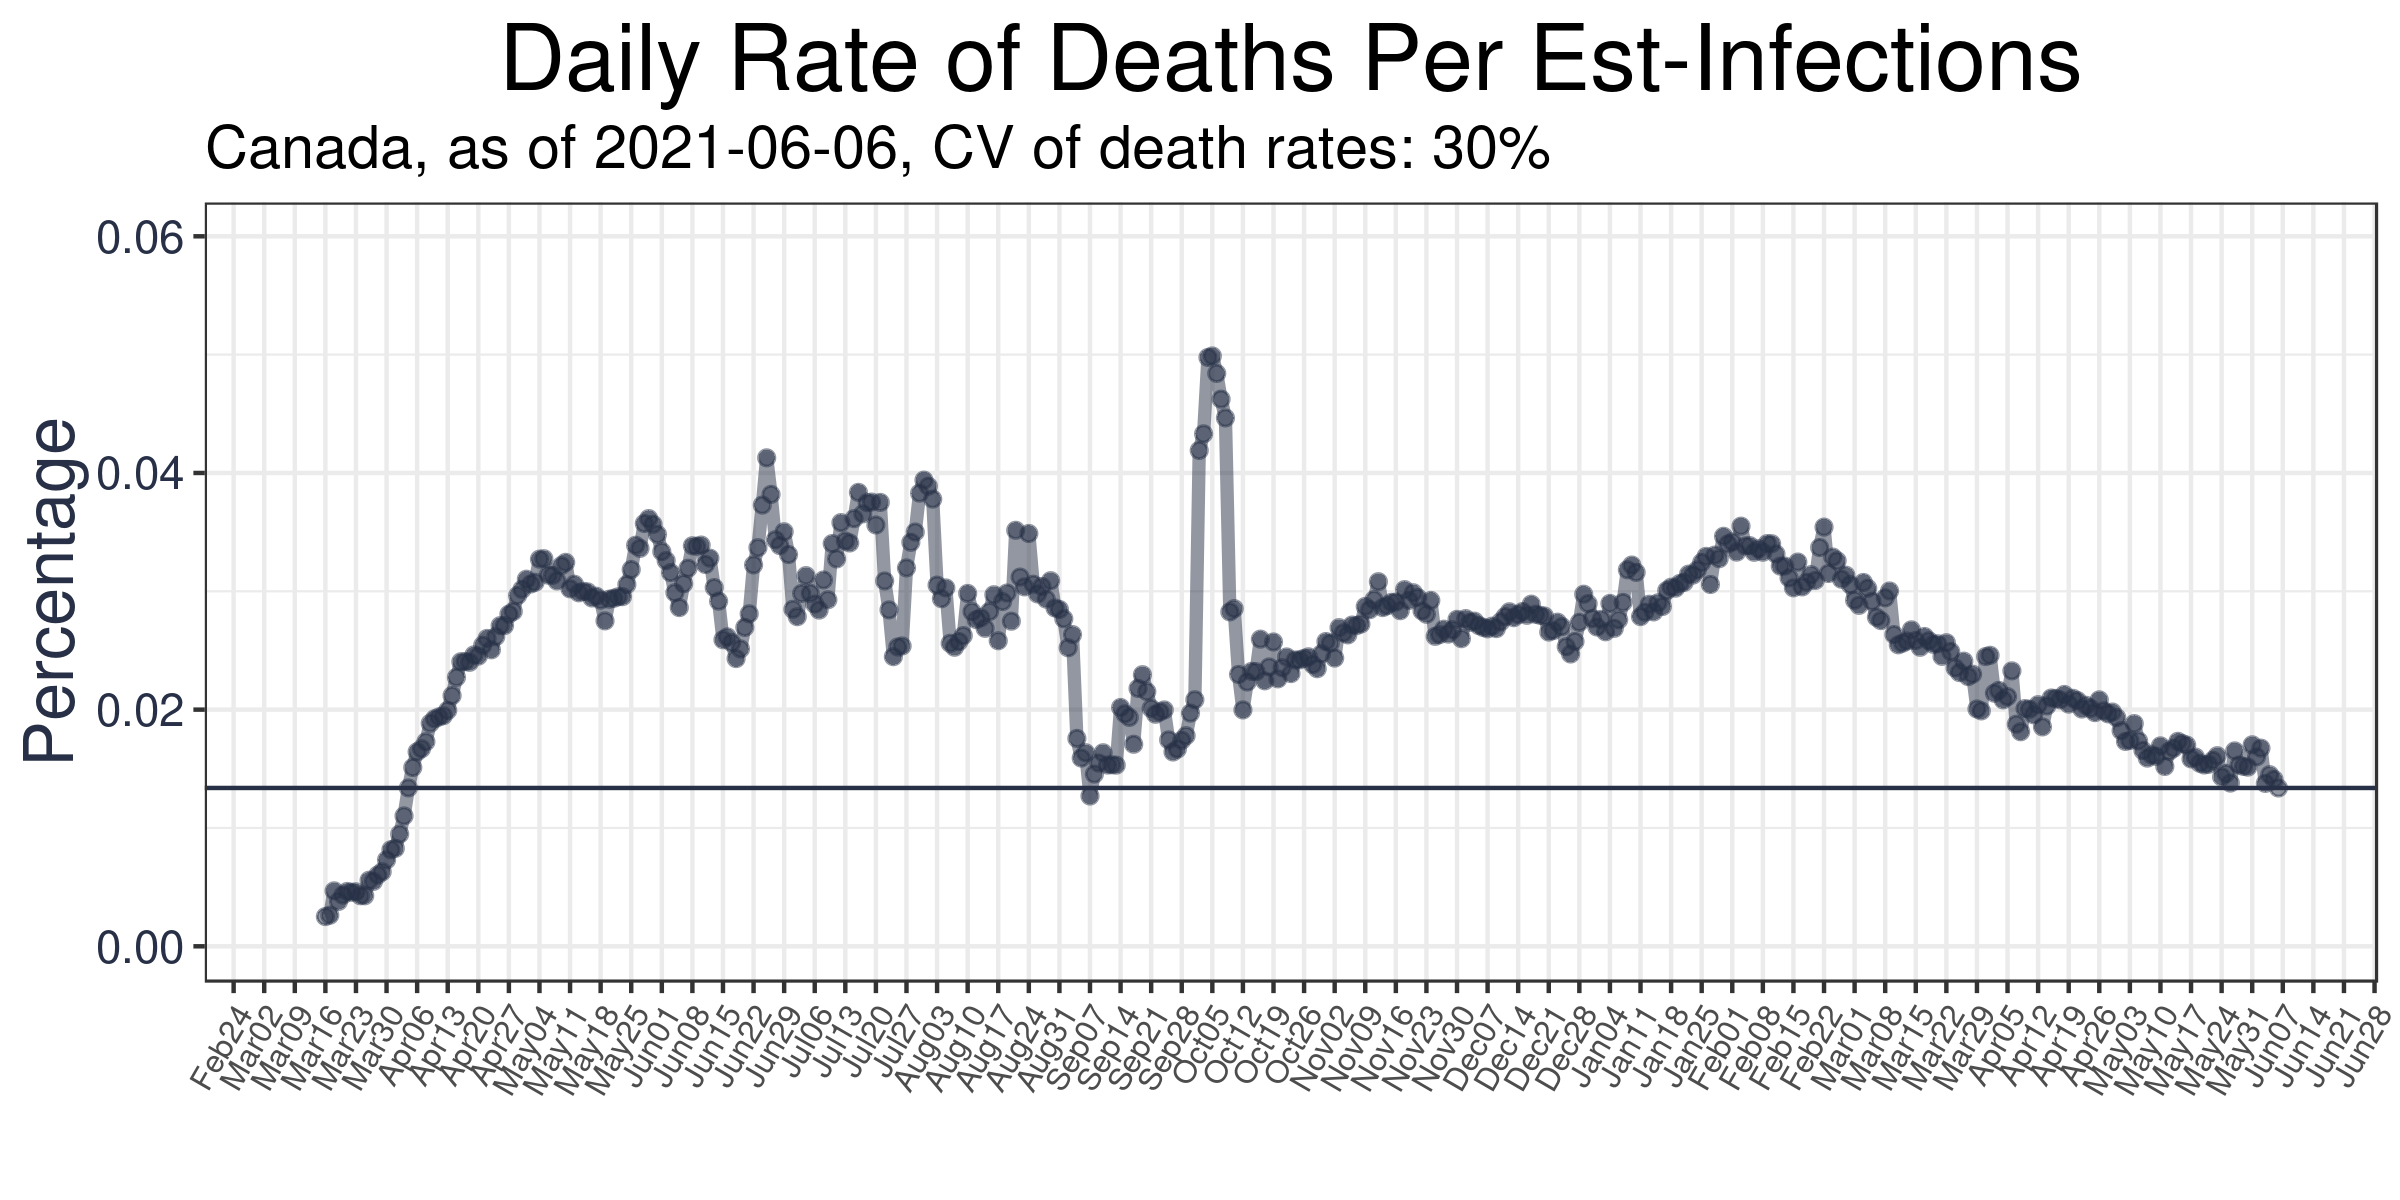 Daily Rate of Deaths Per Est-Infections
Canada, as of 2021-06-06, CV of death rates: 30%
Percentage
0.06
0.04
0.02
0.00
Feb24
Mar02
Mar09
Mar16
Mar23
Mar30
Apr06
Apr13
Apr20
Apr27
May04
May11
May18
May25
Jun01
Jun08
Jun15
Jun22
Jun29
Jul06
Jul13
Jul20
Jul27
Aug03
Aug10
Aug17
Aug24
Aug31
Sep07
Sep14
Sep21
Sep28
Oct05
Oct12
Oct19
Oct26
Nov02
Nov09
Nov16
Nov23
Nov30
Dec07
Dec14
Dec21
Dec28
Jan04
Jan11
Jan18
Jan25
Feb01
Feb08
Feb15
Feb22
Mar01
Mar08
Mar15
Mar22
Mar29
Apr05
Apr12
Apr19
Apr26
May03
May10
May17
May24
May31
Jun07
Jun14
Jun21
Jun28